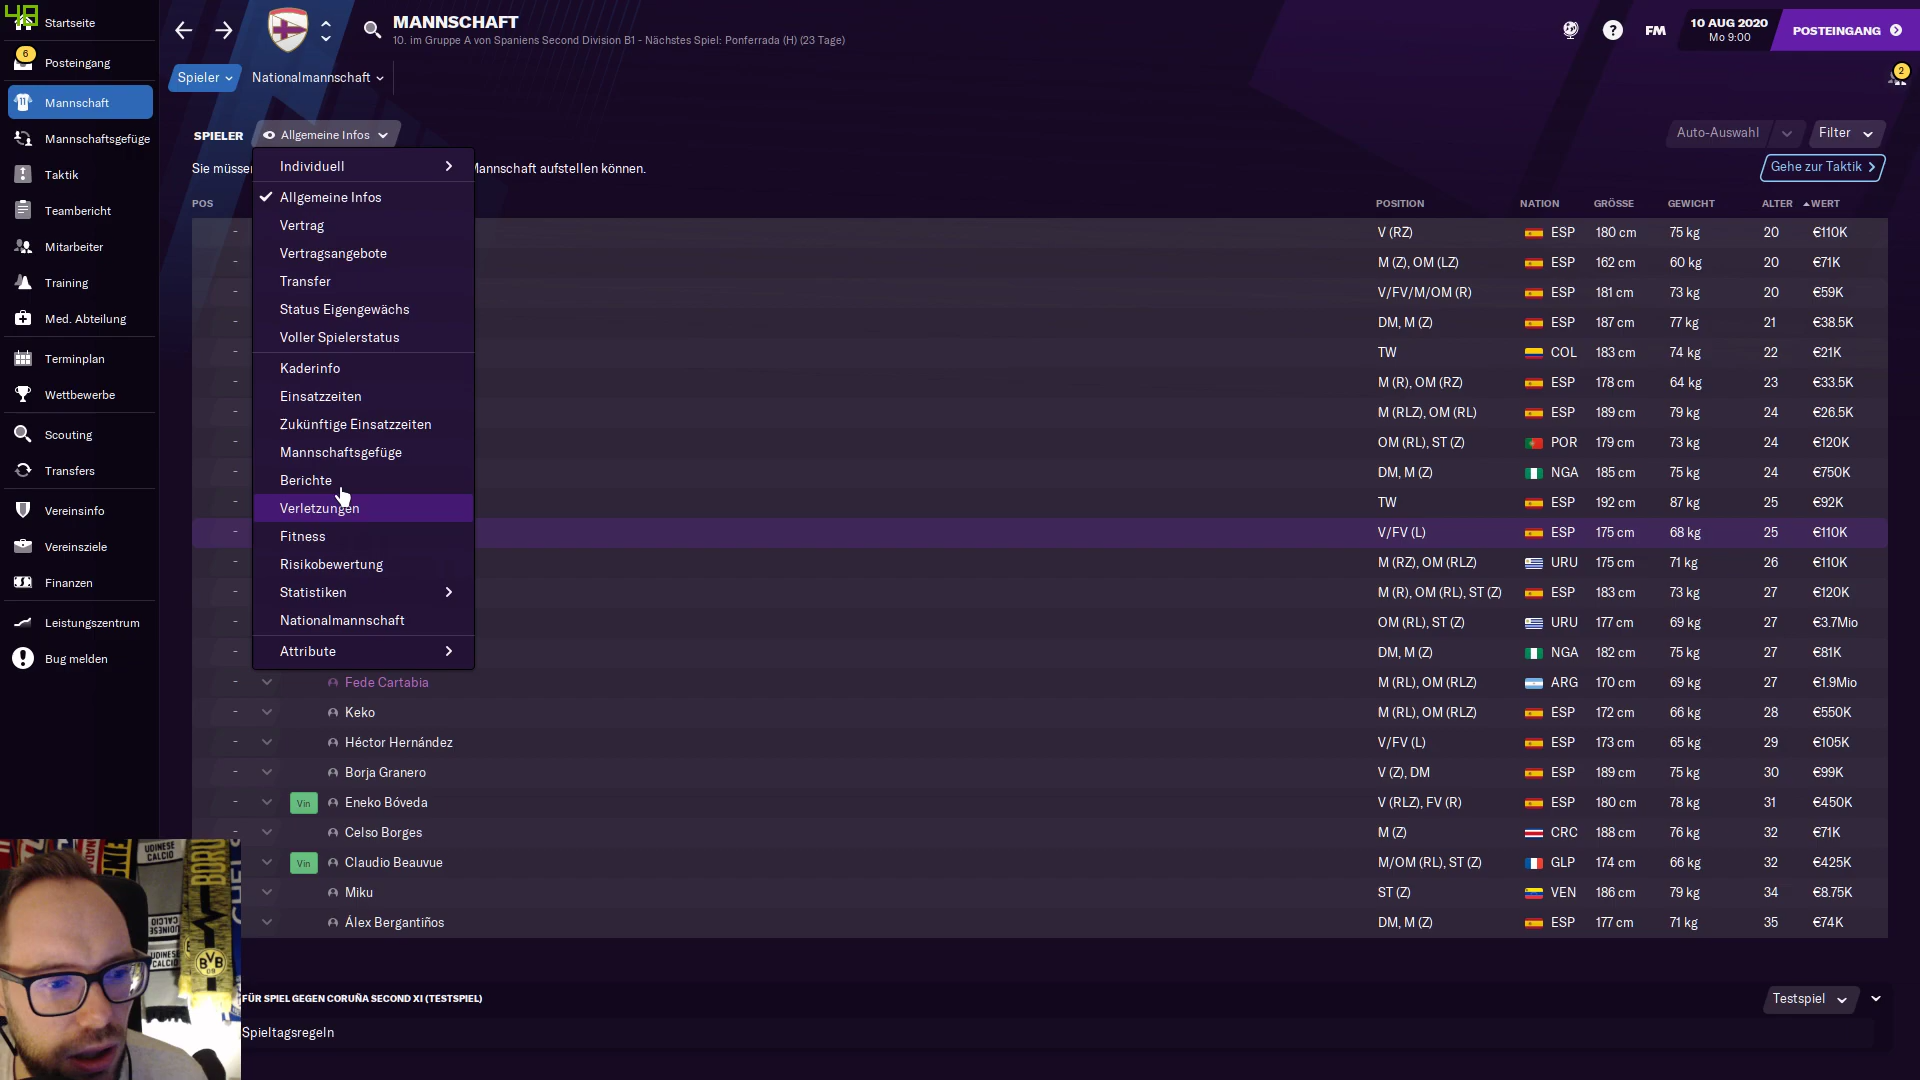 48
Startseite
6
Posteingang
Mannschaft
Mannschaftsgefüge
Taktik
Teambericht
Mitarbeiter
Training
Med. Abteilung
Terminplan
Wettbewerbe
Scouting
Transfers
Vereinsinfo
Vereinsziele
Finanzen
Leistungszentrum
Bug melden
MANNSCHAFT
10. im Gruppe A von Spaniens Second Division B1 - Nächstes Spiel: Ponferrada (H) (23 Tage)
? FM 10 AUG 2020
Mo 9:00
POSTEINGANG
2
Spieler Nationalmannschaft
SPIELER Allgemeine Infos
Auto-Auswahl Filter
Sie müssen
Mannschaft aufstellen können.
Gehe zur Taktik
Individuell
Allgemeine Infos
Vertrag
Vertragsangebote
Transfer
Status Eigengewächs
Voller Spielerstatus
Kaderinfo
Einsatzzeiten
Zukünftige Einsatzzeiten
Mannschaftsgefüge
Berichte
Verletzungen
Fitness
Risikobewertung
Statistiken
Nationalmannschaft
Attribute
POS POSITION NATION GRÖSSE GEWICHT ALTER WERT
- V (RZ) ESP 180 cm 75 kg 20 €110K
- M (Z), OM (LZ) ESP 162 cm 60 kg 20 €71K
- V/FV/M/OM (R) ESP 181 cm 73 kg 20 €59K
- DM, M (Z) ESP 187 cm 77 kg 21 €38.5K
- TW COL 183 cm 74 kg 22 €21K
- M (R), OM (RZ) ESP 178 cm 64 kg 23 €33.5K
- M (RLZ), OM (RL) ESP 189 cm 79 kg 24 €26.5K
- OM (RL), ST (Z) POR 179 cm 73 kg 24 €120K
- DM, M (Z) NGA 185 cm 75 kg 24 €750K
- TW ESP 192 cm 87 kg 25 €92K
- V/FV (L) ESP 175 cm 68 kg 25 €110K
- M (RZ), OM (RLZ) URU 175 cm 71 kg 26 €110K
- M (R), OM (RL), ST (Z) ESP 183 cm 73 kg 27 €120K
- OM (RL), ST (Z) URU 177 cm 69 kg 27 €3.7Mio
- DM, M (Z) NGA 182 cm 75 kg 27 €81K
- Fede Cartabia M (RL), OM (RLZ) ARG 170 cm 69 kg 27 €1.9Mio
- Keko M (RL), OM (RLZ) ESP 172 cm 66 kg 28 €550K
- Héctor Hernández V/FV (L) ESP 173 cm 65 kg 29 €105K
- Borja Granero V (Z), DM ESP 189 cm 75 kg 30 €99K
- Vin Eneko Bóveda V (RLZ), FV (R) ESP 180 cm 78 kg 31 €450K
- Celso Borges M (Z) CRC 188 cm 76 kg 32 €71K
Vin Claudio Beauvue M/OM (RL), ST (Z) GLP 174 cm 66 kg 32 €425K
Miku ST (Z) VEN 186 cm 79 kg 34 €8.75K
Álex Bergantiños DM, M (Z) ESP 177 cm 71 kg 35 €74K
FÜR SPIEL GEGEN CORUÑA SECOND XI (TESTSPIEL)
Testspiel
Spieltagsregeln
UDINESE
CALCIO
BVB
09